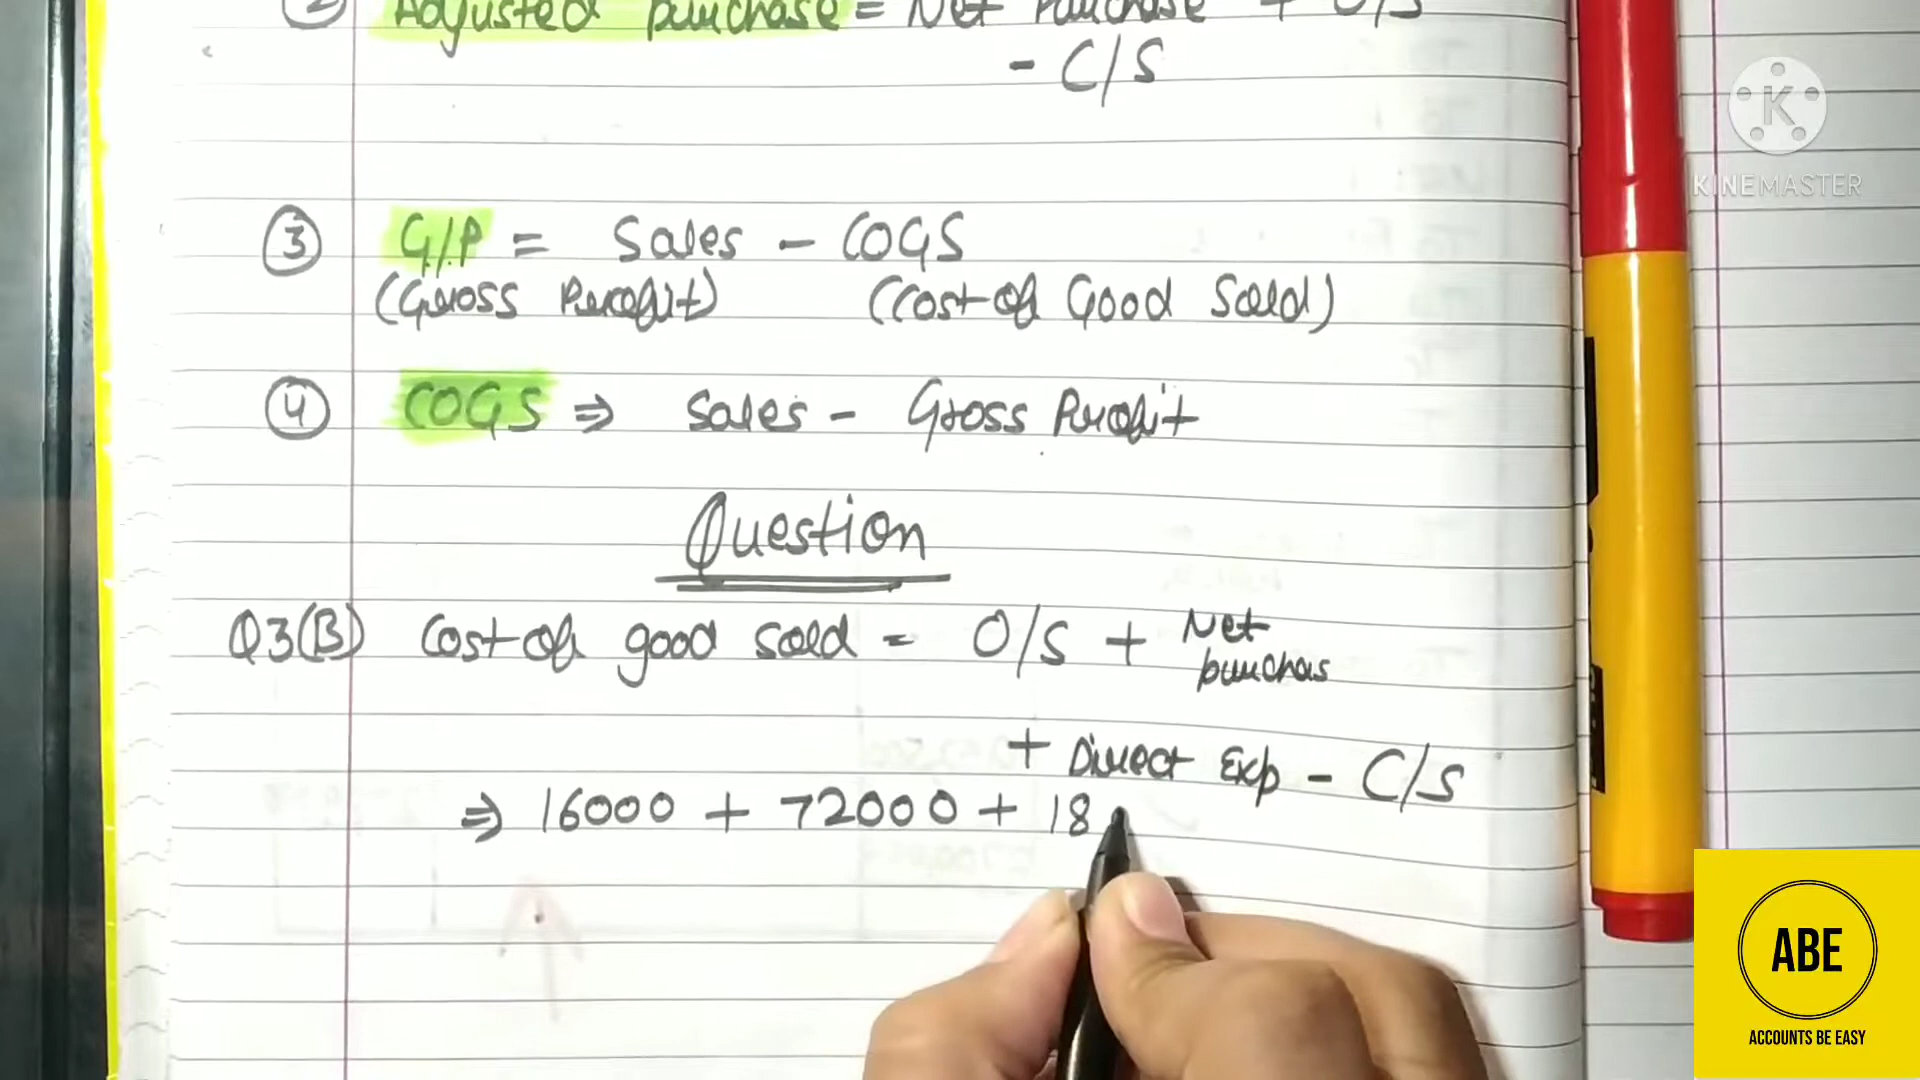 ② Adjusted purchase = Net Purchase + O/S
- C/S
③ G/P = Sales - COGS
(Gross Profit) (Cost of Good Sold)
④ COGS ⇒ Sales - Gross Profit
Question
Q3(B) Cost of good sold = O/S + Net purchas
+ Direct Exp - C/S
⇒ 16000 + 72000 + 18
KINEMASTER
ABE
ACCOUNTS BE EASY